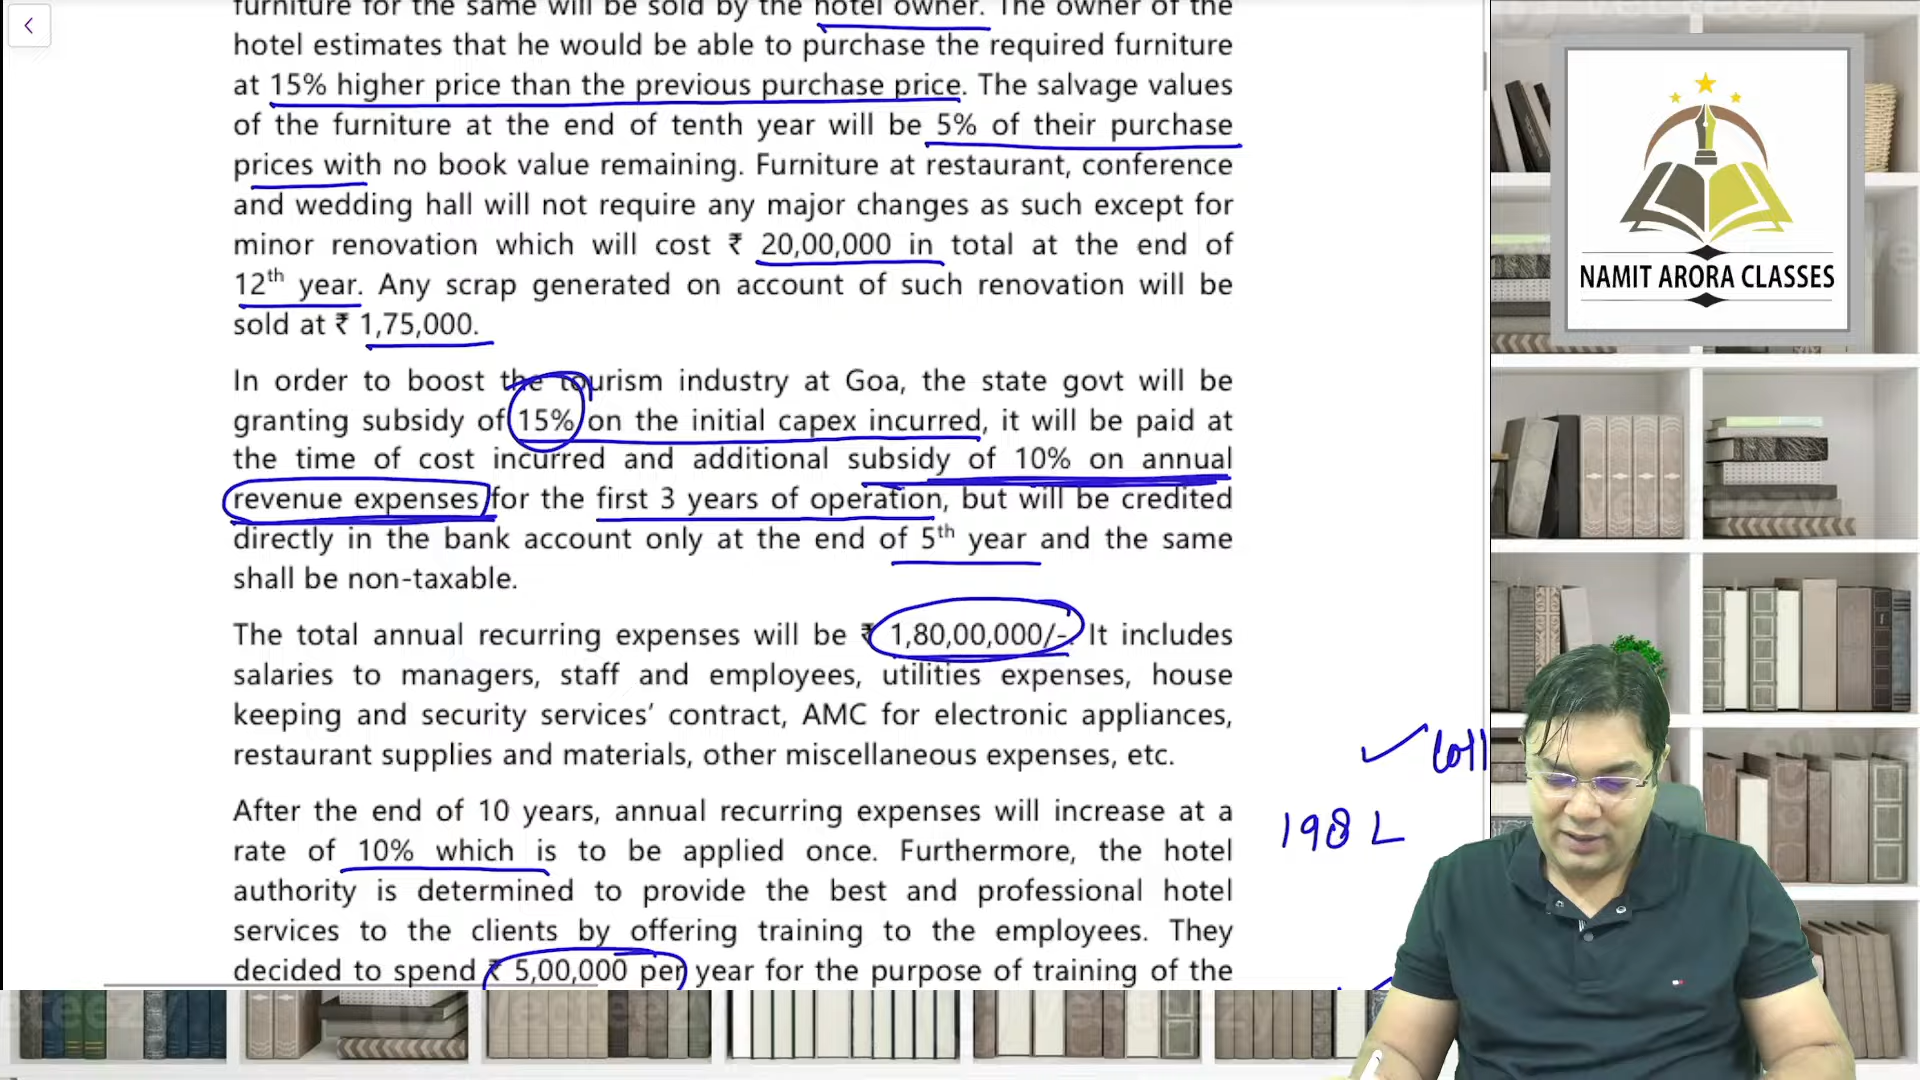 furniture for the same will be sold by the hotel owner. The owner of the
hotel estimates that he would be able to purchase the required furniture
at 15% higher price than the previous purchase price. The salvage values
of the furniture at the end of tenth year will be 5% of their purchase
prices with no book value remaining. Furniture at restaurant, conference
and wedding hall will not require any major changes as such except for
minor renovation which will cost ₹ 20,00,000 in total at the end of
12th year. Any scrap generated on account of such renovation will be
sold at ₹ 1,75,000.
In order to boost the tourism industry at Goa, the state govt will be
granting subsidy of 15% on the initial capex incurred, it will be paid at
the time of cost incurred and additional subsidy of 10% on annual
revenue expenses for the first 3 years of operation, but will be credited
directly in the bank account only at the end of 5th year and the same
shall be non-taxable.
The total annual recurring expenses will be ₹ 1,80,00,000/-. It includes
salaries to managers, staff and employees, utilities expenses, house
keeping and security services’ contract, AMC for electronic appliances,
restaurant supplies and materials, other miscellaneous expenses, etc.
After the end of 10 years, annual recurring expenses will increase at a
rate of 10% which is to be applied once. Furthermore, the hotel
authority is determined to provide the best and professional hotel
services to the clients by offering training to the employees. They
decided to spend ₹ 5,00,000 per year for the purpose of training of the
198 L
NAMIT ARORA CLASSES